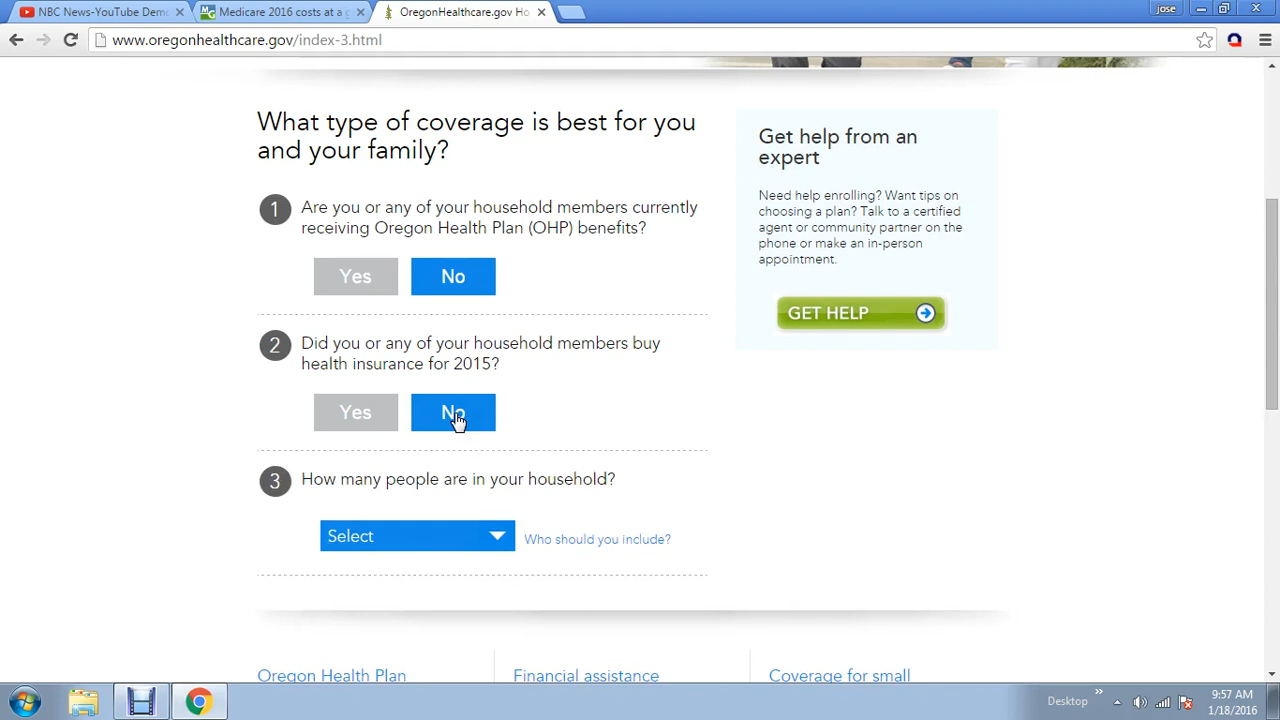 NBC News-YouTube Demo
Medicare 2016 costs at a g
OregonHealthcare.gov Ho
jose
www.oregonhealthcare.gov/index-3.html
What type of coverage is best for you
and your family?
1 Are you or any of your household members currently
receiving Oregon Health Plan (OHP) benefits?
Yes No
2 Did you or any of your household members buy
health insurance for 2015?
Yes No
3 How many people are in your household?
Select Who should you include?
Get help from an
expert
Need help enrolling? Want tips on
choosing a plan? Talk to a certified
agent or community partner on the
phone or make an in-person
appointment.
GET HELP
Oregon Health Plan
Financial assistance
Coverage for small
Desktop
9:57 AM
1/18/2016